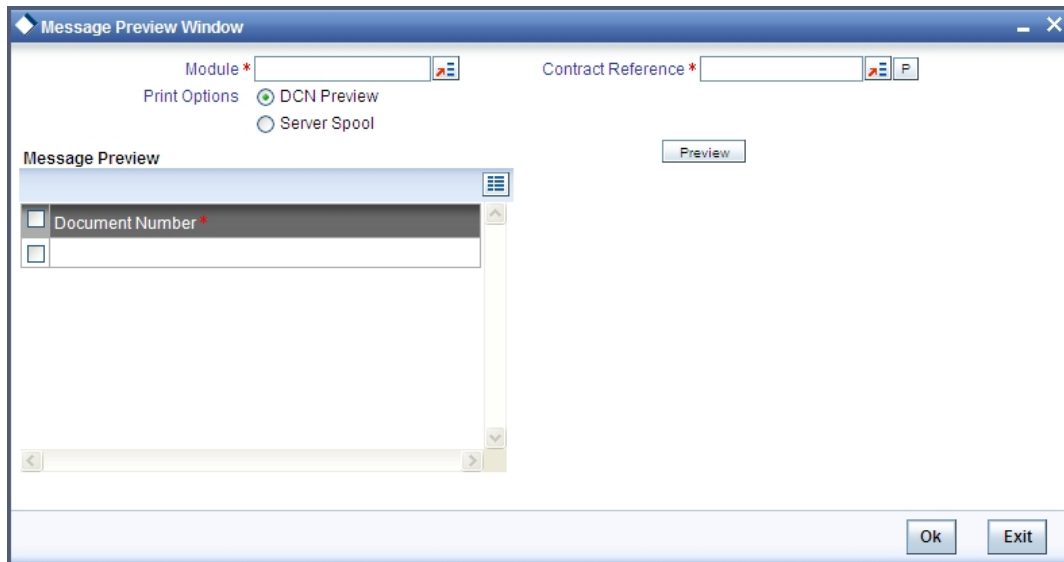 Message Preview Window
Module * Contract Reference * P
Print Options DCN Preview
Server Spool
Message Preview
Preview
Document Number *
Ok Exit